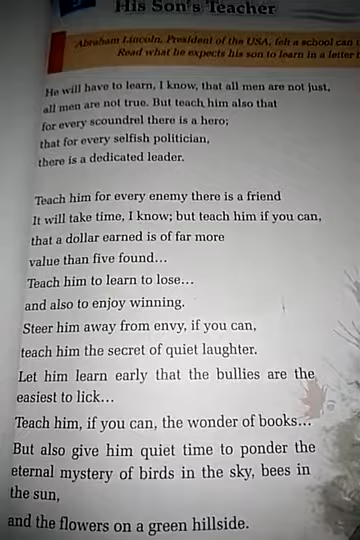 His Son's Teacher
Abraham Lincoln, President of the USA, felt a school can
Read what he expects his son to learn in a letter
He will have to learn, I know, that all men are not just,
all men are not true. But teach him also that
for every scoundrel there is a hero;
that for every selfish politician,
there is a dedicated leader.
Teach him for every enemy there is a friend
It will take time, I know; but teach him if you can,
that a dollar earned is of far more
value than five found...
Teach him to learn to lose...
and also to enjoy winning.
Steer him away from envy, if you can,
teach him the secret of quiet laughter.
Let him learn early that the bullies are the
easiest to lick...
Teach him, if you can, the wonder of books...
But also give him quiet time to ponder the
eternal mystery of birds in the sky, bees in
the sun,
and the flowers on a green hillside.